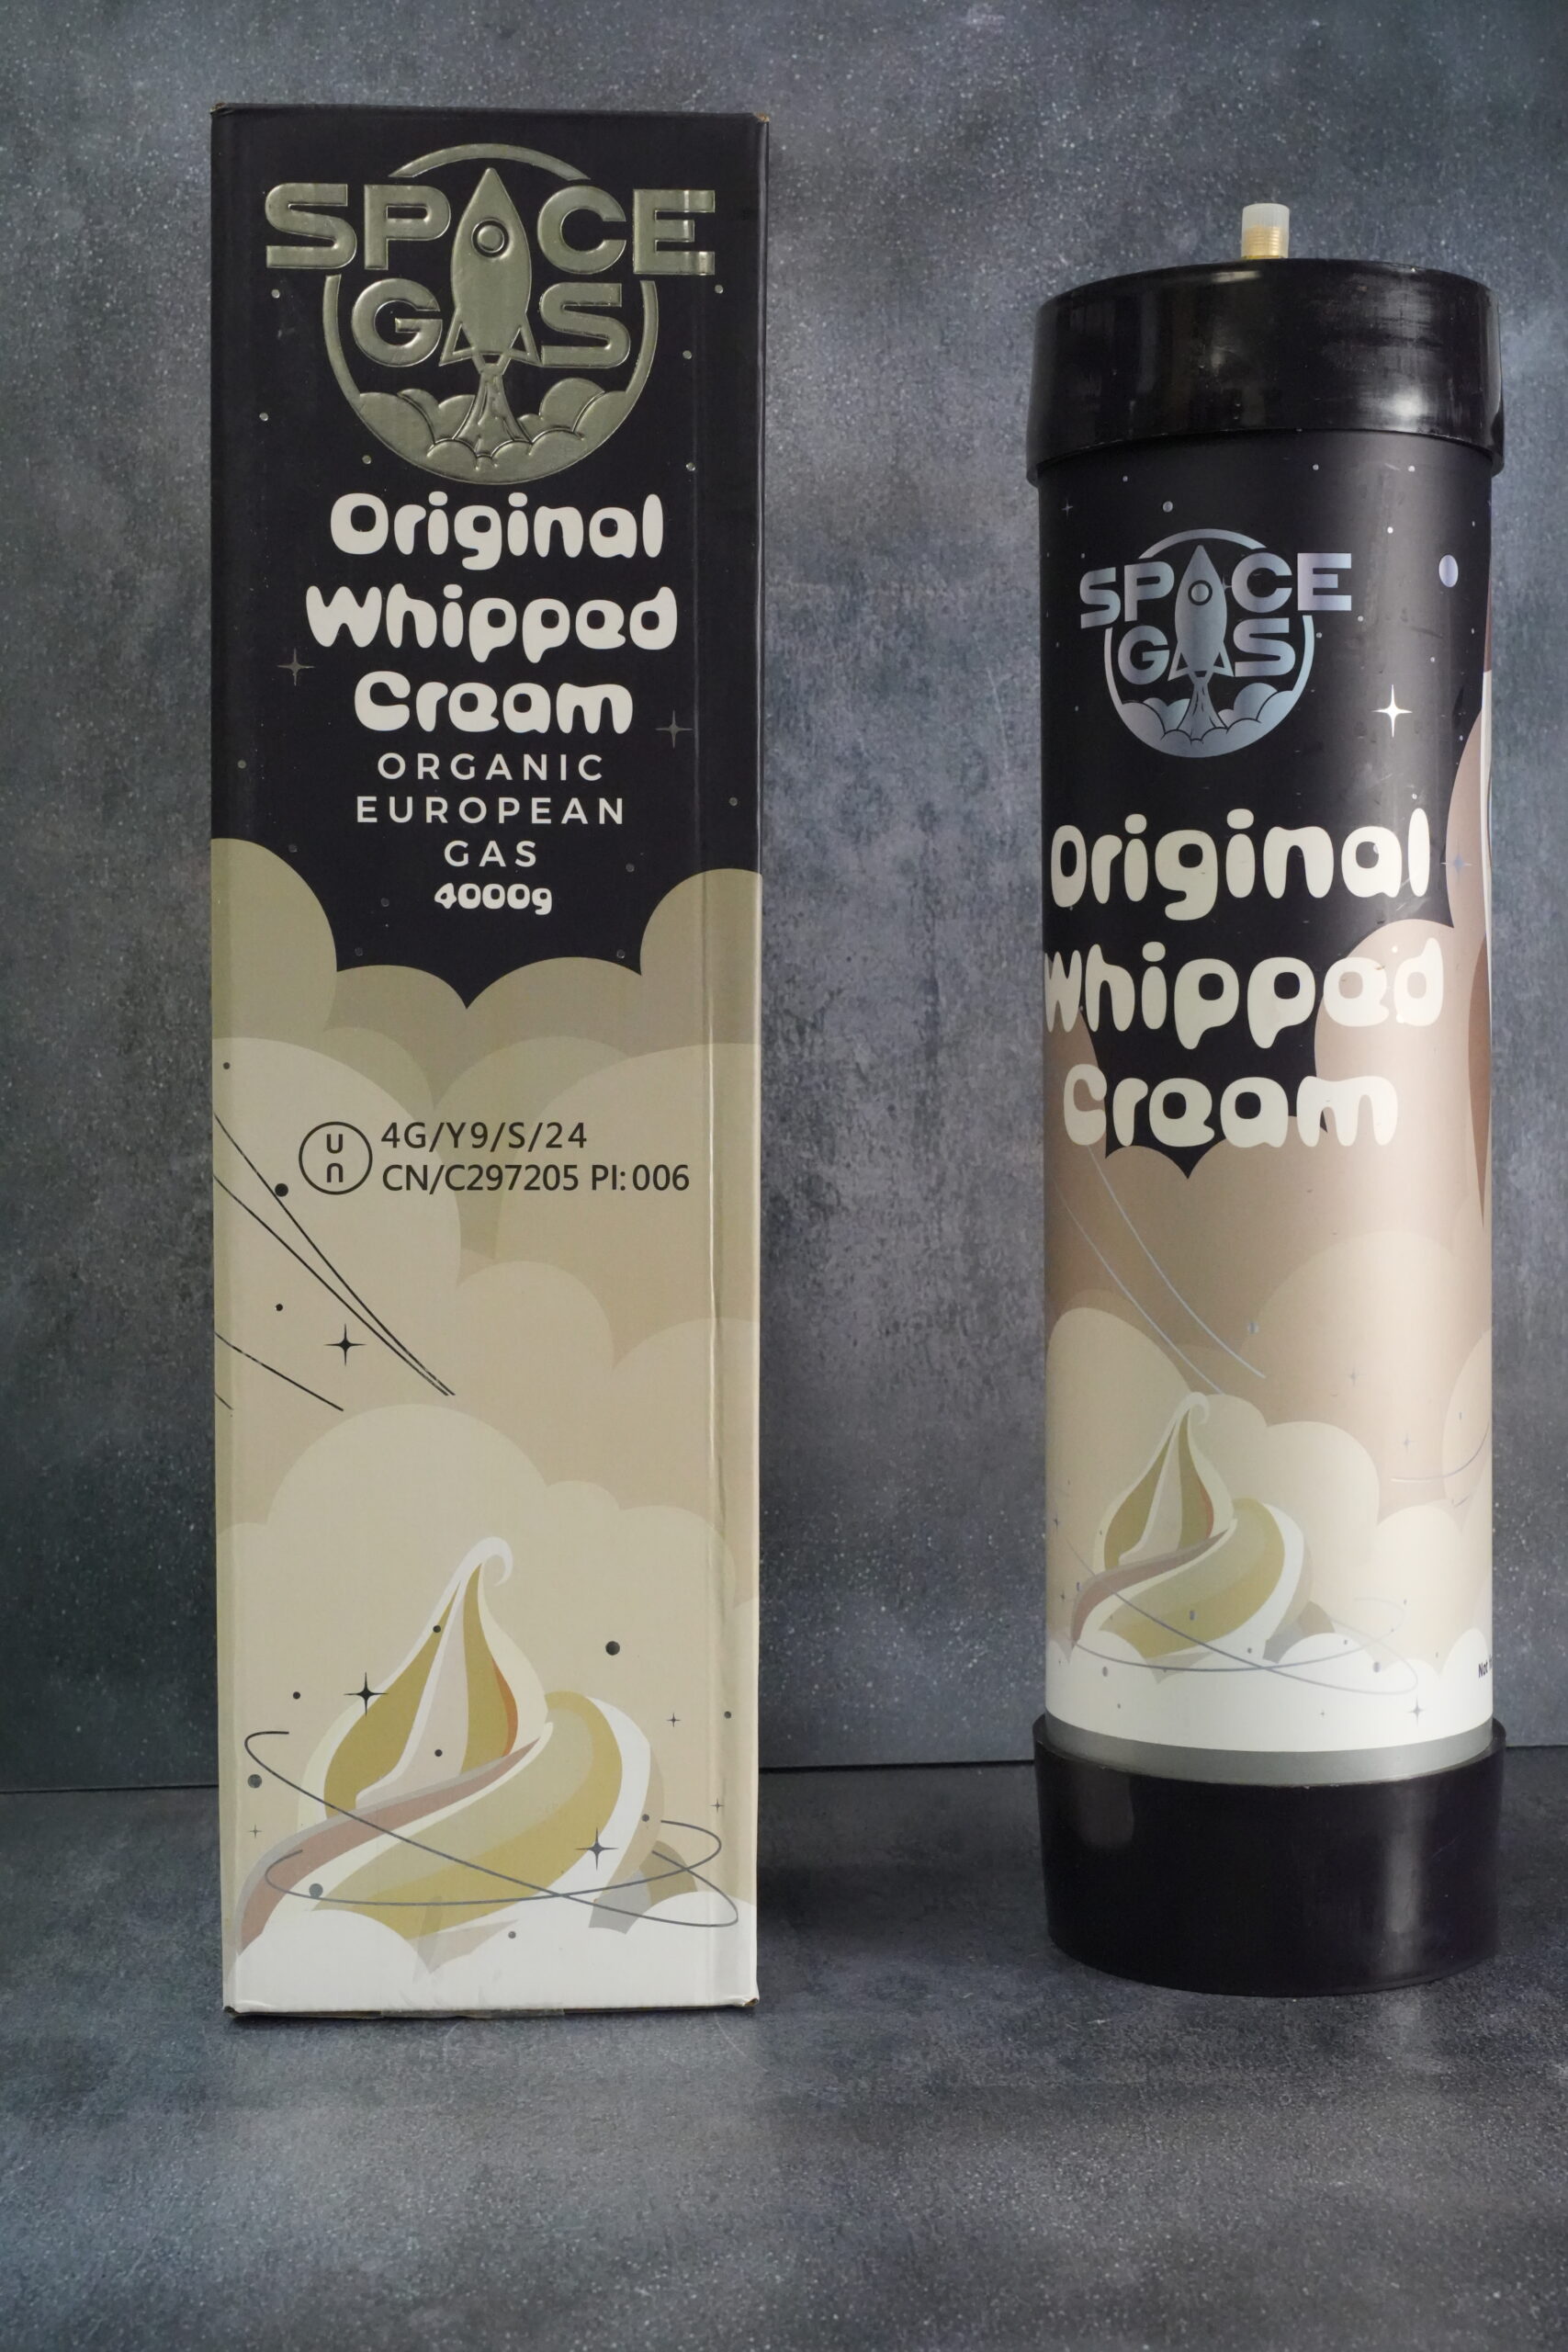 SPACE
GAS
Original
Whipped
Cream
ORGANIC
EUROPEAN
GAS
4000g
un
4G/Y9/S/24
CN/C297205 PI:006
SPACE
GAS
Original
Whipped
Cream